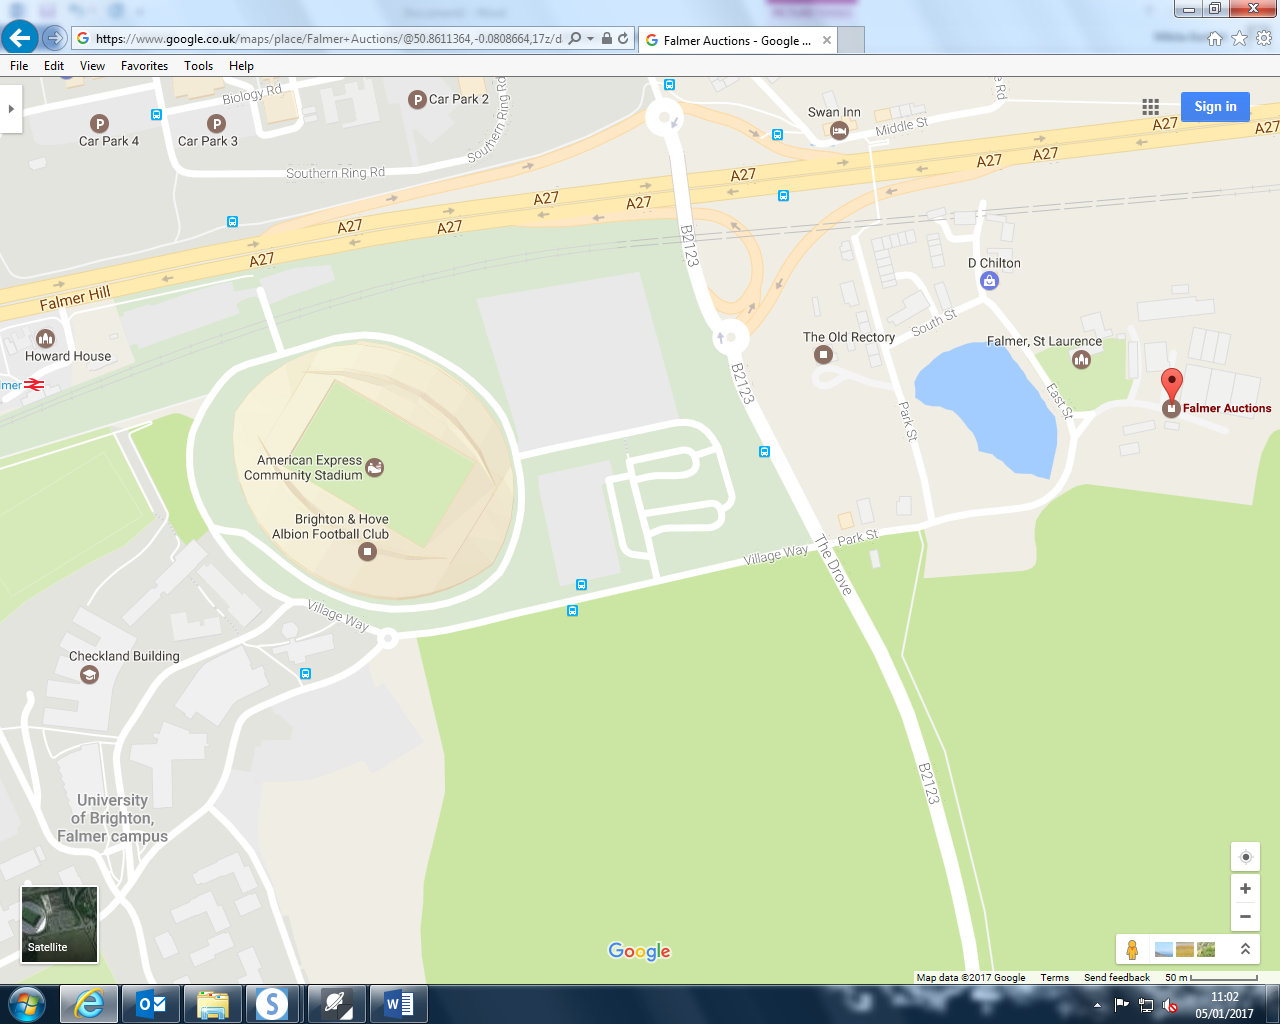 https://www.google.co.uk/maps/place/Falmer+Auctions/@50.8611364,-0.0808664,17z/d
Falmer Auctions - Google ...
File Edit View Favorites Tools Help
Sign in
Biology Rd
Car Park 2
Car Park 4
Car Park 3
Southern Ring Rd
Southern Ring Rd
Swan Inn
Middle St
Rd
A27
A27
A27
A27
A27
A27
A27
A27
A27
A27
B2123
Falmer Hill
D Chilton
South St
Howard House
The Old Rectory
Falmer, St Laurence
lmer
B2123
Park St
East St
Falmer Auctions
American Express
Community Stadium
Brighton & Hove
Albion Football Club
Village Way
Park St
The Drove
Village Way
Checkland Building
B2123
University
of Brighton,
Falmer campus
Satellite
Google
Map data ©2017 Google Terms Send feedback 50 m
11:02
05/01/2017